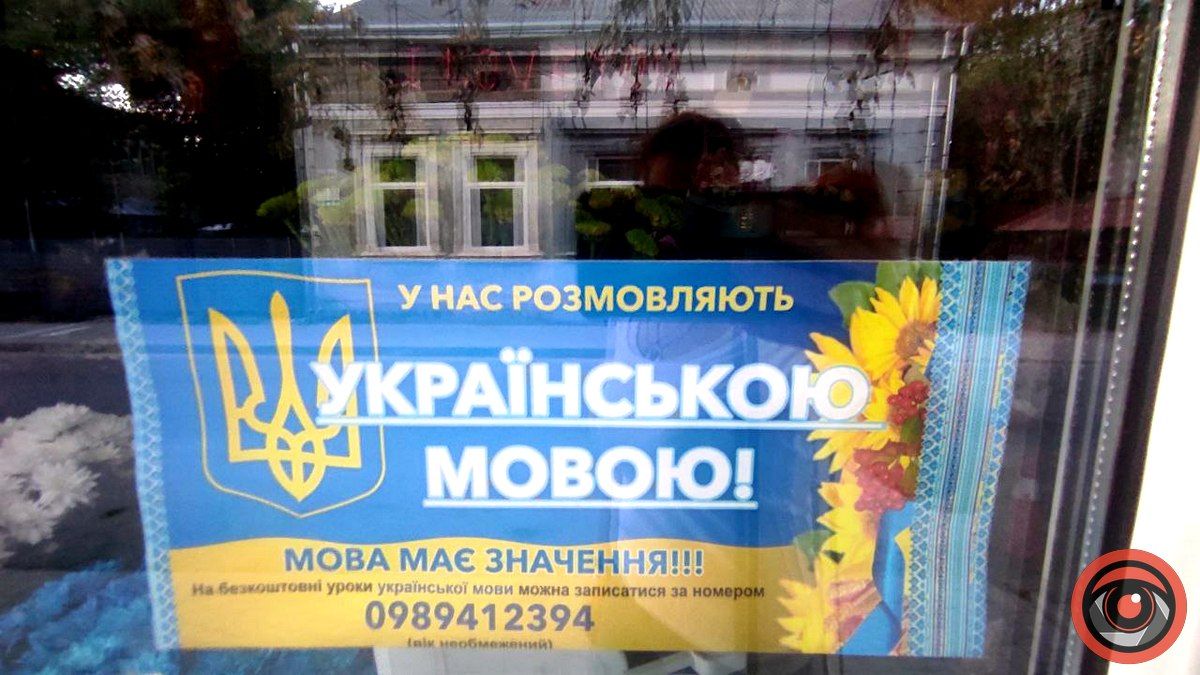 У НАС РОЗМОВЛЯЮТЬ
УКРАЇНСЬКОЮ
МОВОЮ!
МОВА МАЄ ЗНАЧЕННЯ!!!
На безкоштовні уроки української мови можна записатися за номером
0989412394
(вік необмежений)